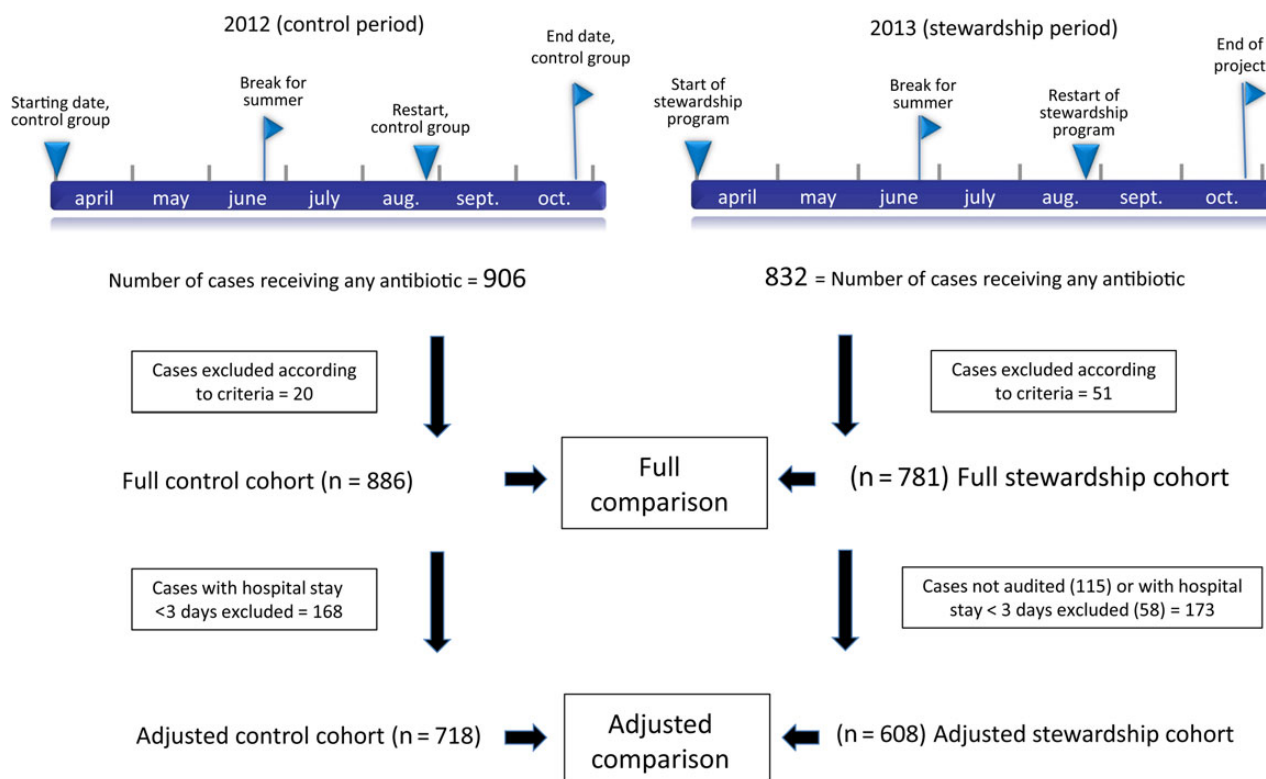 2012 (control period)
Starting date,
control group
Break for
summer
Restart,
control group
End date,
control group
april may june july aug. sept. oct.
2013 (stewardship period)
Start of
stewardship
program
Break for
summer
Restart of
stewardship
program
End of
project
april may june july aug. sept. oct.
Number of cases receiving any antibiotic = 906
832 = Number of cases receiving any antibiotic
Cases excluded according
to criteria = 20
Cases excluded according
to criteria = 51
Full control cohort (n = 886)
Full
comparison
(n = 781) Full stewardship cohort
Cases with hospital stay
<3 days excluded = 168
Cases not audited (115) or with hospital
stay < 3 days excluded (58) = 173
Adjusted control cohort (n = 718)
Adjusted
comparison
(n = 608) Adjusted stewardship cohort